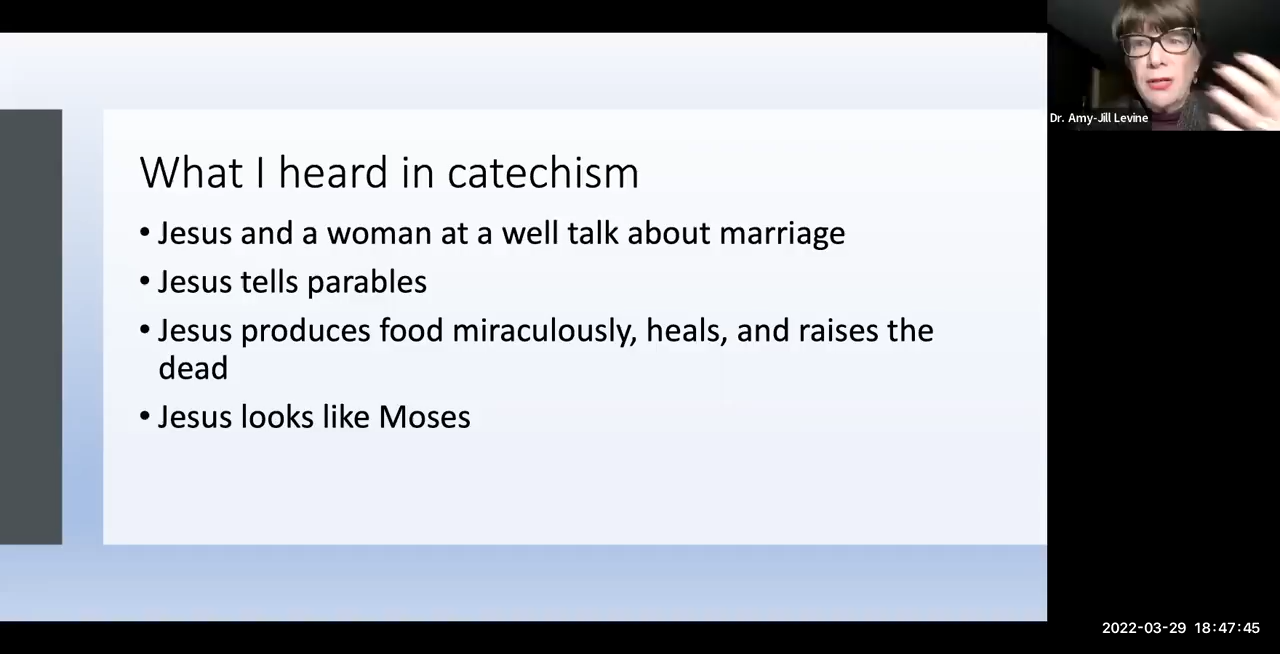 What I heard in catechism
• Jesus and a woman at a well talk about marriage
• Jesus tells parables
• Jesus produces food miraculously, heals, and raises the
dead
• Jesus looks like Moses
Dr. Amy-Jill Levine
2022-03-29 18:47:45